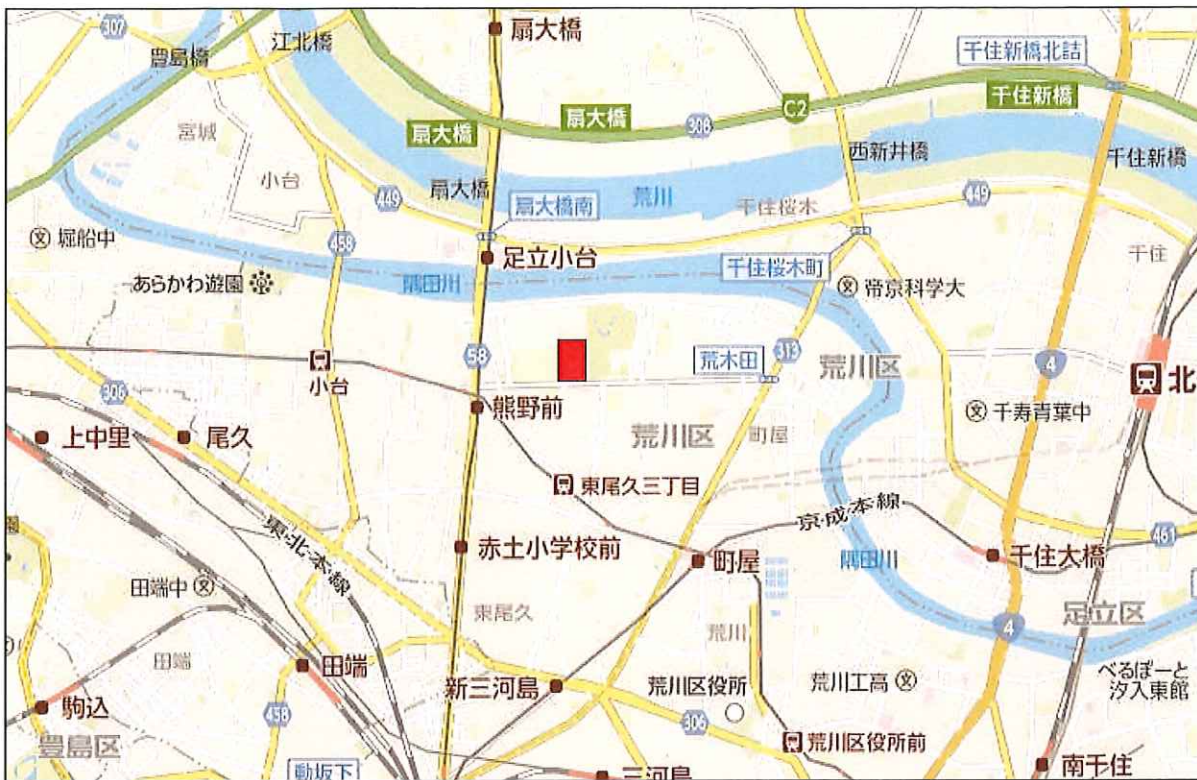 307
豊島橋
江北橋
扇大橋
千住新橋北詰
千住新橋
扇大橋
扇大橋
308
C2
宮城
小台
扇大橋
西新井橋
千住新橋
449
扇大橋南
荒川
千住桜木
449
堀船中
458
足立小台
千住桜木町
千住
あらかわ遊園
隅田川
帝京科学大
小台
58
荒木田
313
荒川区
4
北
306
熊野前
千寿青葉中
上中里
尾久
荒川区
町屋
東尾久三丁目
京成本線
東北本線
赤土小学校前
町屋
隅田川
千住大橋
461
田端中
東尾久
荒川
4
足立区
田端
田端
新三河島
荒川区役所
荒川工高
べるぽーと
汐入東館
駒込
458
306
豊島区
荒川区役所前
動坂下
三河島
南千住
園